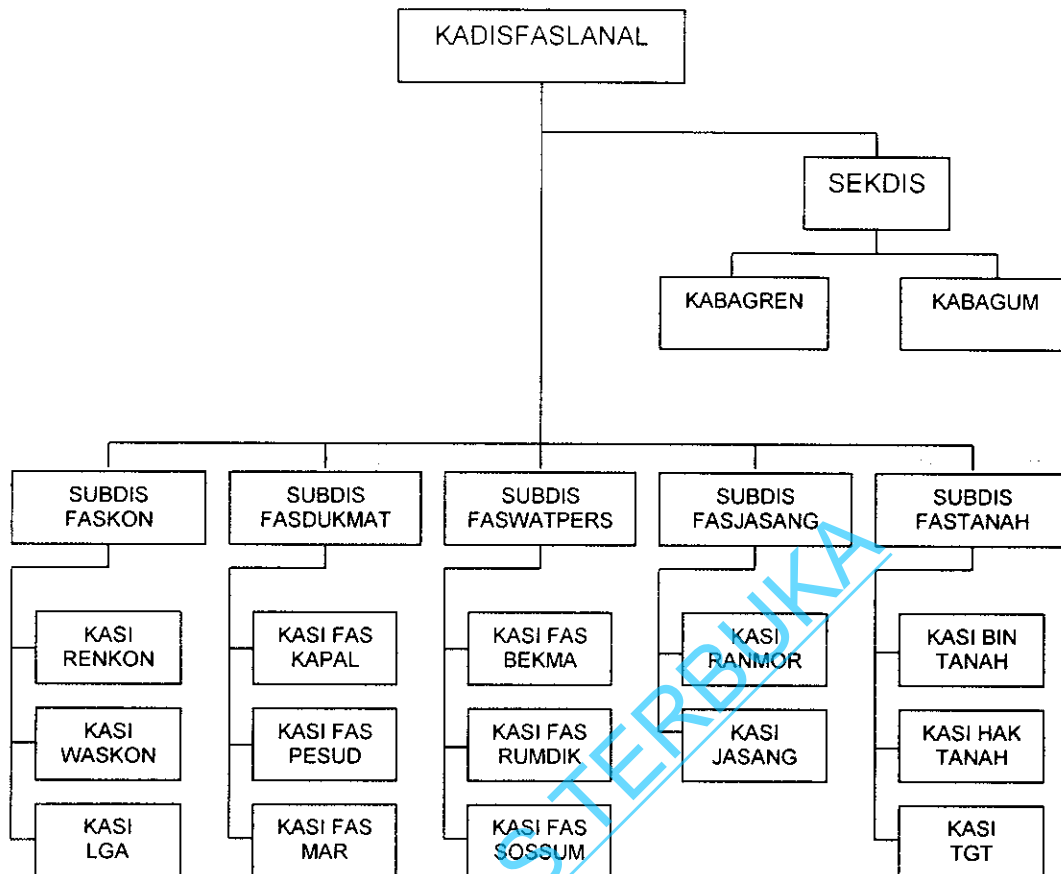 KADISFASLANAL
SEKDIS
KABAGREN
KABAGUM
SUBDIS
FASKON
SUBDIS
FASDUKMAT
SUBDIS
FASWATPERS
SUBDIS
FASJASANG
SUBDIS
FASTANAH
KASI
RENKON
KASI FAS
KAPAL
KASI FAS
BEKMA
KASI
RANMOR
KASI BIN
TANAH
KASI
WASKON
KASI FAS
PESUD
KASI FAS
RUMDIK
KASI
JASANG
KASI HAK
TANAH
KASI
LGA
KASI FAS
MAR
KASI FAS
SOSSUM
KASI
TGT
S TERBUKA